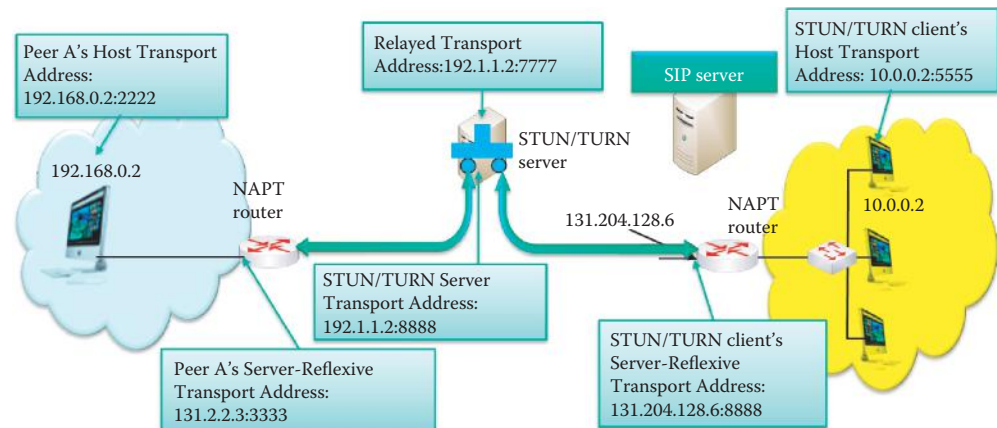 Peer A's Host Transport
Address:
192.168.0.2:2222
Relayed Transport
Address:192.1.1.2:7777
SIP server
STUN/TURN client's
Host Transport
Address: 10.0.0.2:5555
192.168.0.2
NAPT
router
STUN/TURN
server
131.204.128.6
NAPT
router
10.0.0.2
STUN/TURN Server
Transport Address:
192.1.1.2:8888
Peer A's Server-Reflexive
Transport Address:
131.2.2.3:3333
STUN/TURN client's
Server-Reflexive
Transport Address:
131.204.128.6:8888